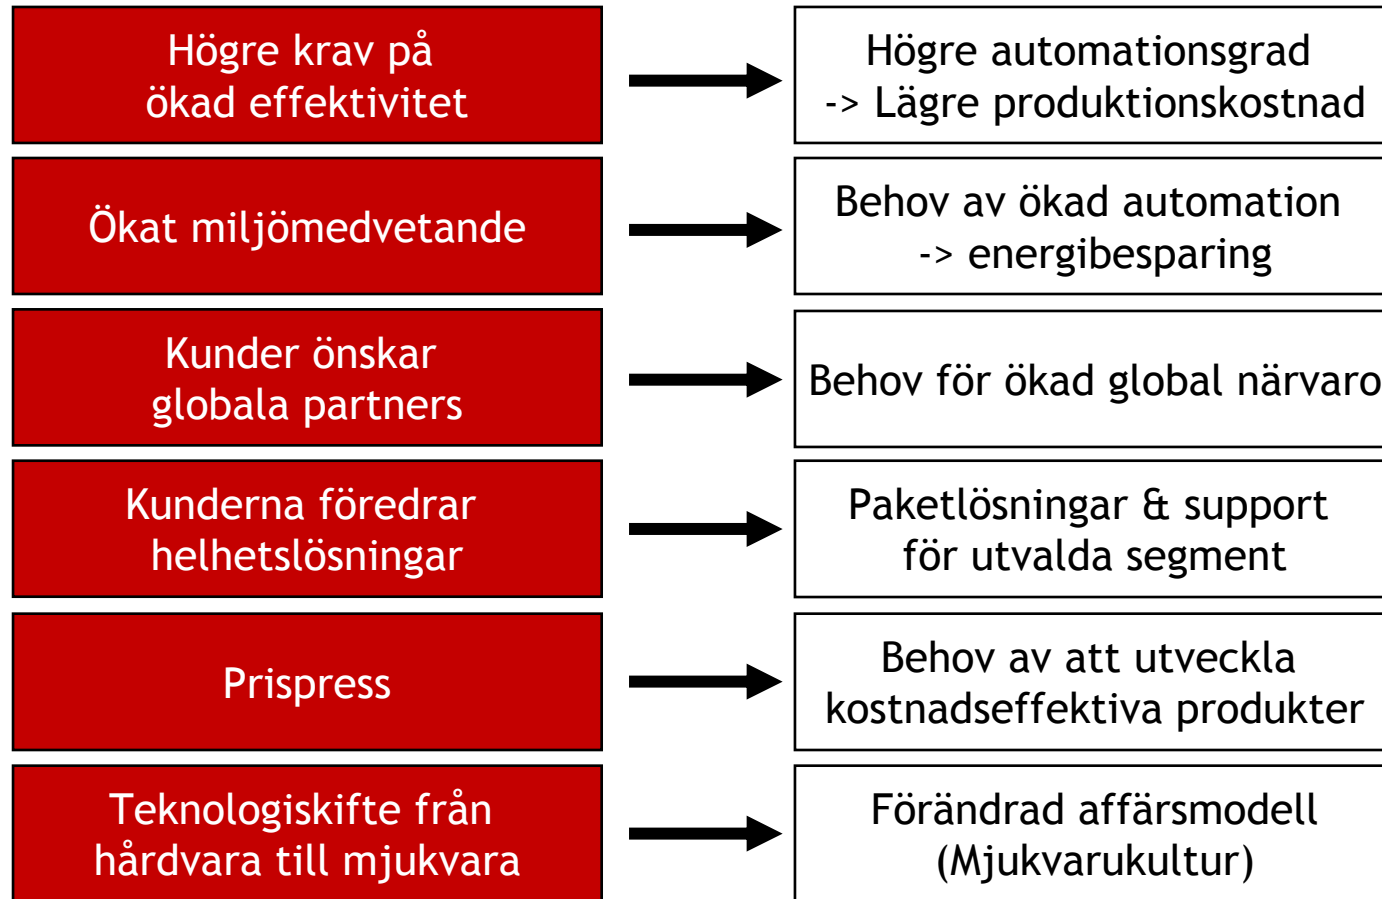 Högre krav på
ökad effektivitet
Högre automationsgrad
-> Lägre produktionskostnad
Ökat miljömedvetande
Behov av ökad automation
-> energibesparing
Kunder önskar
globala partners
Behov för ökad global närvaro
Kunderna föredrar
helhetslösningar
Paketlösningar & support
för utvalda segment
Prispress
Behov av att utveckla
kostnadseffektiva produkter
Teknologiskifte från
hårdvara till mjukvara
Förändrad affärsmodell
(Mjukvarukultur)